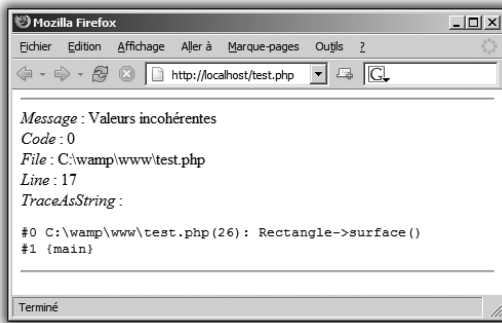 Mozilla Firefox
Fichier Edition Affichage Aller à Marque-pages Outils ?
http://localhost/test.php G
Message : Valeurs incohérentes
Code : 0
File : C:\wamp\www\test.php
Line : 17
TraceAsString :
#0 C:\wamp\www\test.php(26): Rectangle->surface()
#1 {main}
Terminé